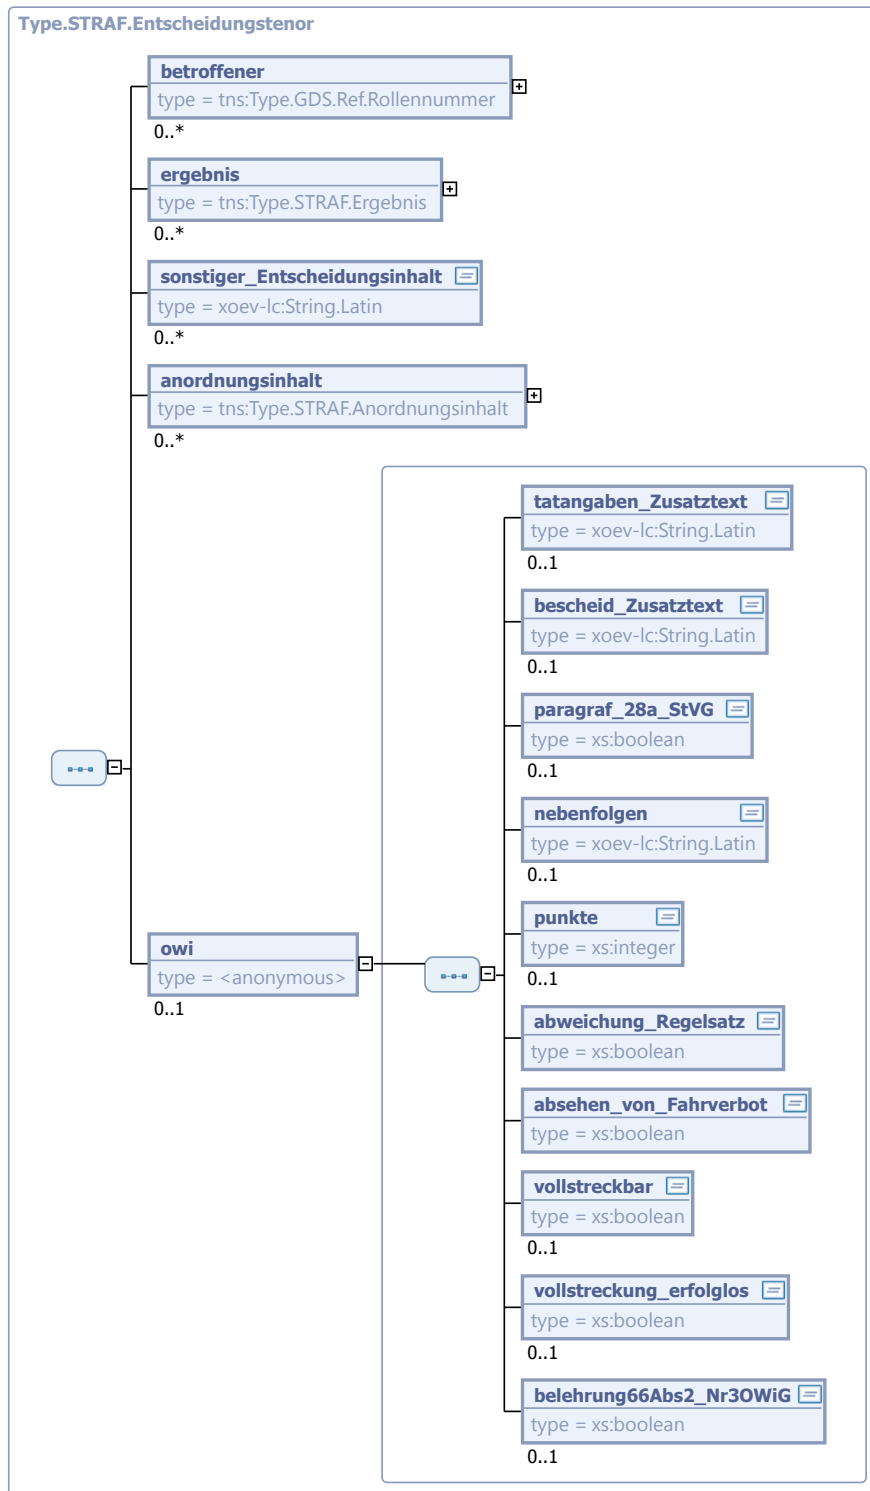 Type.STRAF.Entscheidungstenor
betroffener
type = tns:Type.GDS.Ref.Rollennummer
0..*
ergebnis
type = tns:Type.STRAF.Ergebnis
0..*
sonstiger_Entscheidungsinhalt
type = xoev-lc:String.Latin
0..*
anordnungsinhalt
type = tns:Type.STRAF.Anordnungsinhalt
0..*
owi
type = <anonymous>
0..1
tatangaben_Zusatztext
type = xoev-lc:String.Latin
0..1
bescheid_Zusatztext
type = xoev-lc:String.Latin
0..1
paragraf_28a_StVG
type = xs:boolean
0..1
nebenfolgen
type = xoev-lc:String.Latin
0..1
punkte
type = xs:integer
0..1
abweichung_Regelsatz
type = xs:boolean
absehen_von_Fahrverbot
type = xs:boolean
vollstreckbar
type = xs:boolean
0..1
vollstreckung_erfolglos
type = xs:boolean
0..1
belehrung66Abs2_Nr3OWiG
type = xs:boolean
0..1